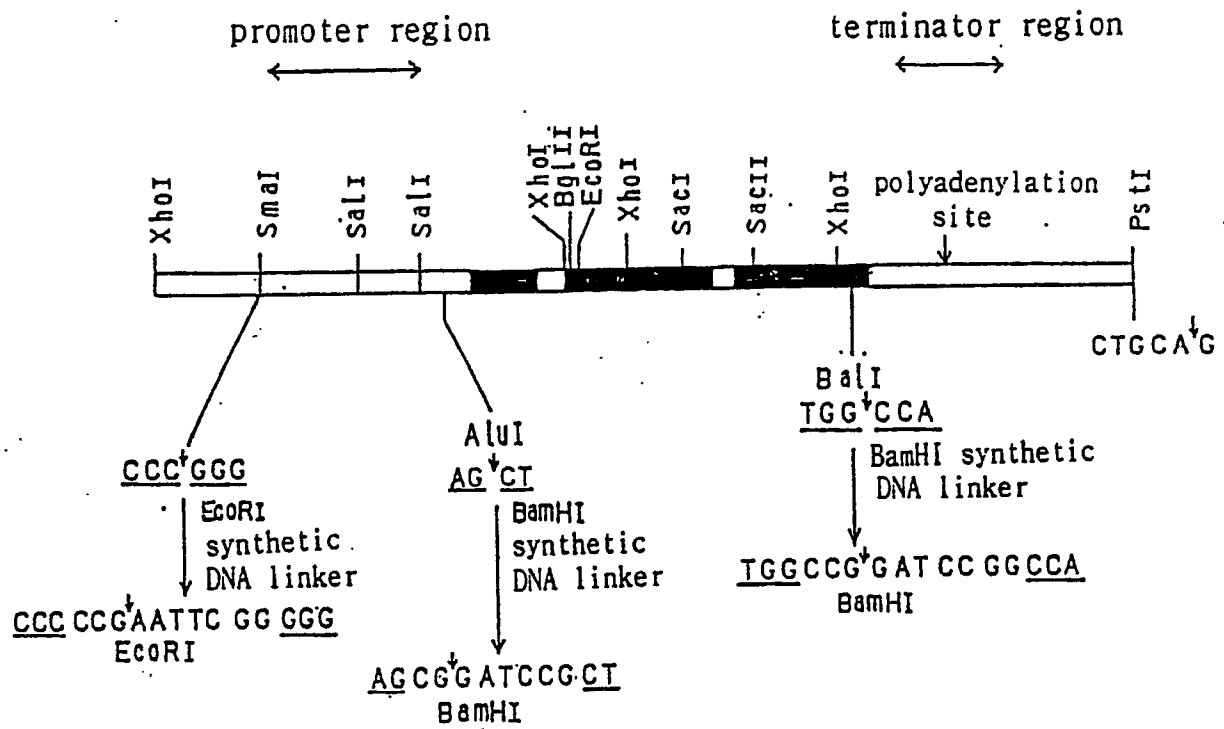 promoter region
terminator region
XhoI
SmaI
SalI
SalI
XhoI
BglII
EcoRI
XhoI
SacI
SacII
XhoI
polyadenylation
site
PstI
CTGCA↓G
BalI
TGG↓CCA
BamHI synthetic
DNA linker
TGGCCG↓GATCCGGCCA
BamHI
AluI
AG↓CT
BamHI
synthetic
DNA linker
AGCG↓GATCCG.CT
BamHI
CCC↓GGG
EcoRI
synthetic
DNA linker
CCC CCG↓AATTC GG GGG
EcoRI